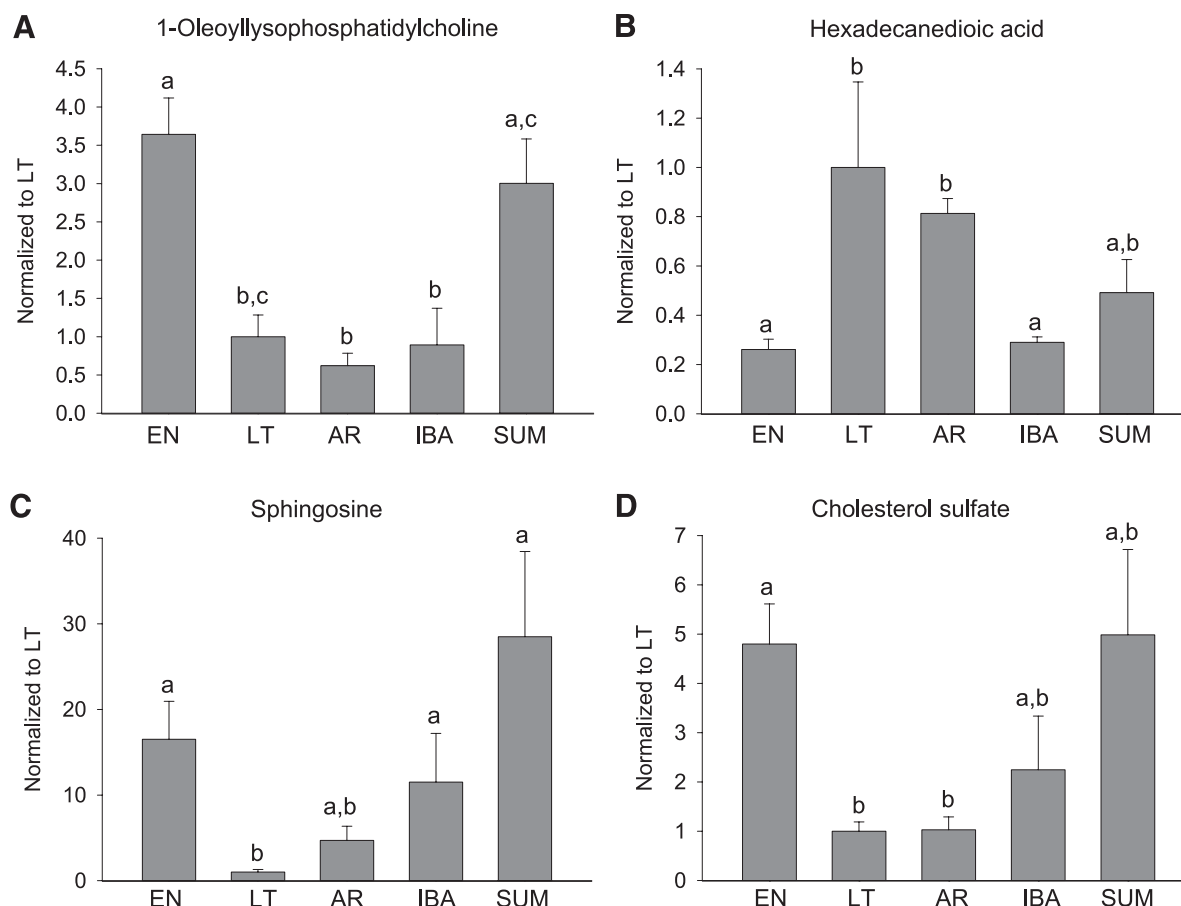 A
1-Oleoyllysophosphatidylcholine
Normalized to LT
4.5
4.0
3.5
3.0
2.5
2.0
1.5
1.0
0.5
0.0
a
b,c
b
b
a,c
EN LT AR IBA SUM
B
Hexadecanedioic acid
Normalized to LT
1.4
1.2
1.0
0.8
0.6
0.4
0.2
0.0
a
b
b
a
a,b
EN LT AR IBA SUM
C
Sphingosine
Normalized to LT
40
30
20
10
0
a
b
a,b
a
a
EN LT AR IBA SUM
D
Cholesterol sulfate
Normalized to LT
7
6
5
4
3
2
1
0
a
b
b
a,b
a,b
EN LT AR IBA SUM